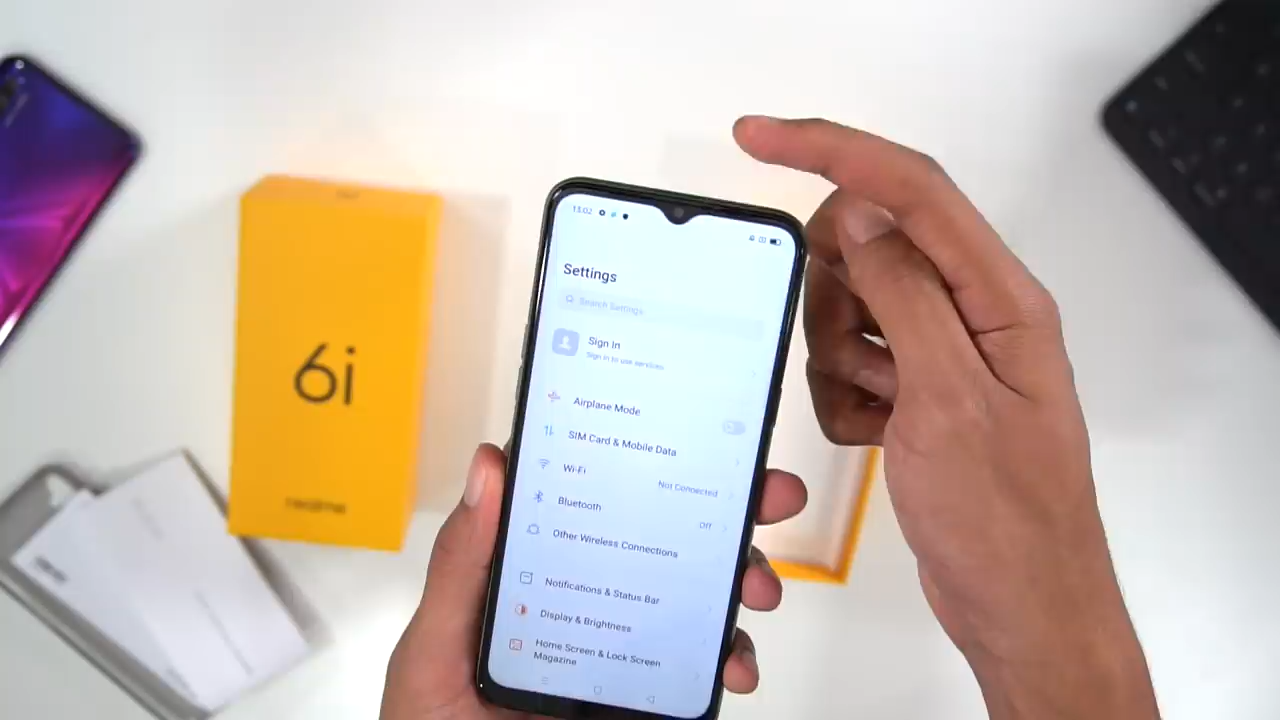 6i
realme
13:02
Settings
Search Settings
Sign In
Sign in to use services
Airplane Mode
SIM Card & Mobile Data
Wi-Fi
Not Connected
Bluetooth
Off
Other Wireless Connections
Notifications & Status Bar
Display & Brightness
Home Screen & Lock Screen
Magazine